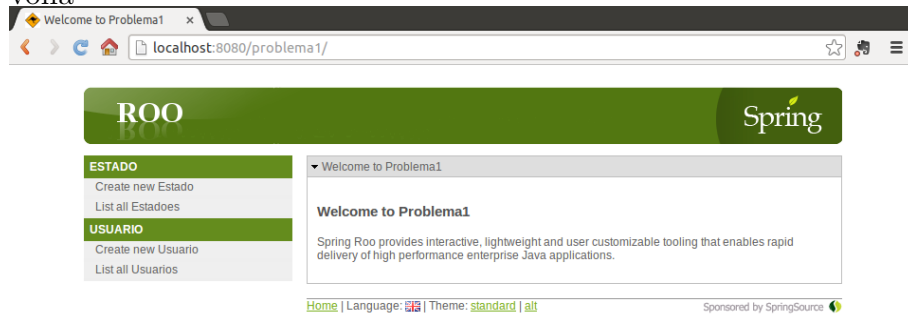 Welcome to Problema1
localhost:8080/problema1/
ROO
Spring
ESTADO
Create new Estado
List all Estadoes
USUARIO
Create new Usuario
List all Usuarios
Welcome to Problema1
Welcome to Problema1
Spring Roo provides interactive, lightweight and user customizable tooling that enables rapid
delivery of high performance enterprise Java applications.
Home | Language: | Theme: standard | alt
Sponsored by SpringSource